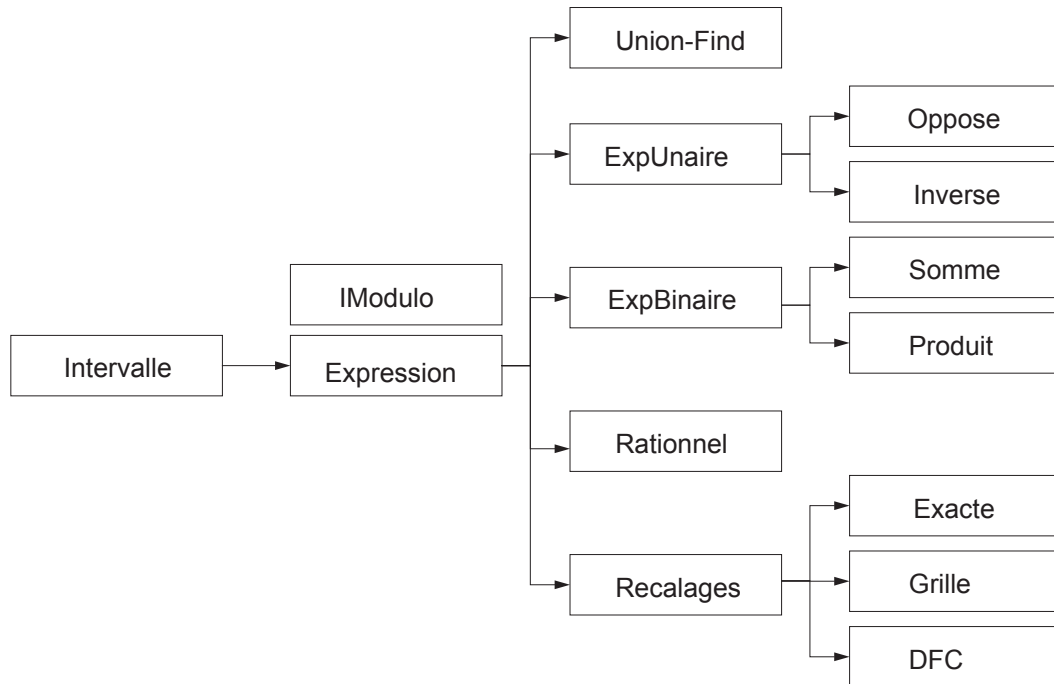 Union-Find
Oppose
ExpUnaire
Inverse
Somme
IModulo
ExpBinaire
Produit
Intervalle
Expression
Rationnel
Exacte
Recalages
Grille
DFC